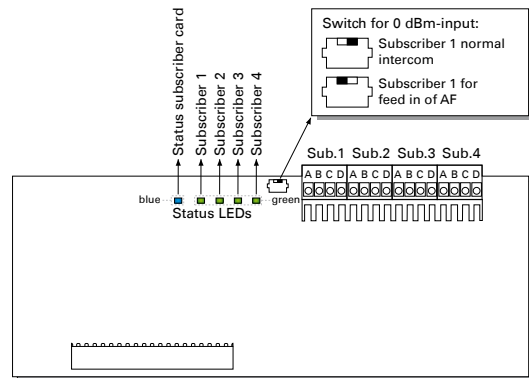 Switch for 0 dBm-input:
Subscriber 1 normal
intercom
Subscriber 1 for
feed in of AF
Status subscriber card
Subscriber 1
Subscriber 2
Subscriber 3
Subscriber 4
Sub.1 Sub.2 Sub.3 Sub.4
A B C D A B C D A B C D A B C D
blue
green
Status LEDs